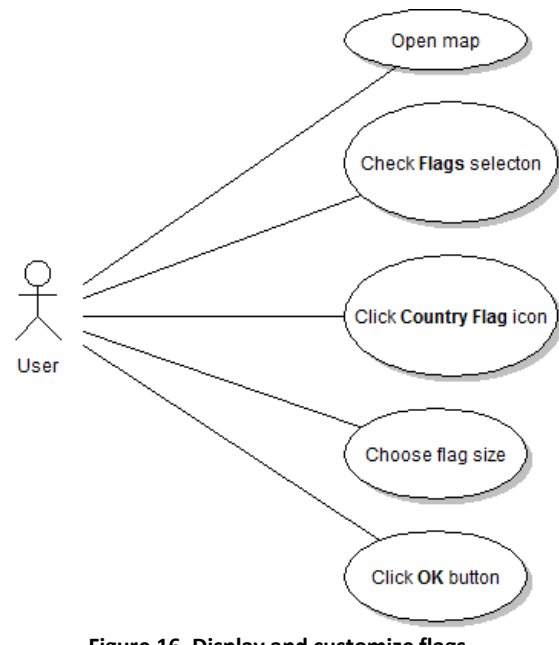 Open map
Check Flags selecton
Click Country Flag icon
User
Choose flag size
Click OK button
Figure 16. Display and customize flags